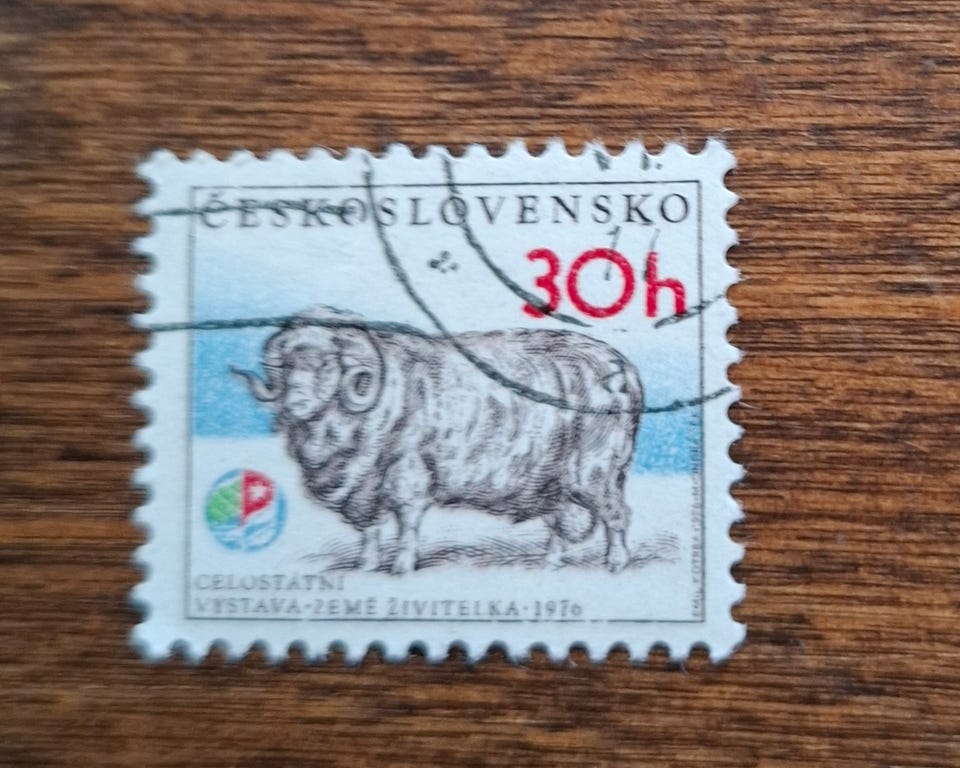 ČESKOSLOVENSKO
30h
CELOSTÁTNÍ
VÝSTAVA·ZEMĚ ŽIVITELKA·1976